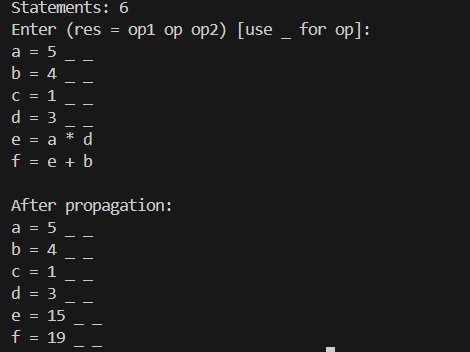 Statements: 6
Enter (res = op1 op op2) [use _ for op]:
a = 5 _ _
b = 4 _ _
c = 1 _ _
d = 3 _ _
e = a * d
f = e + b
After propagation:
a = 5 _ _
b = 4 _ _
c = 1 _ _
d = 3 _ _
e = 15 _ _
f = 19 _ _